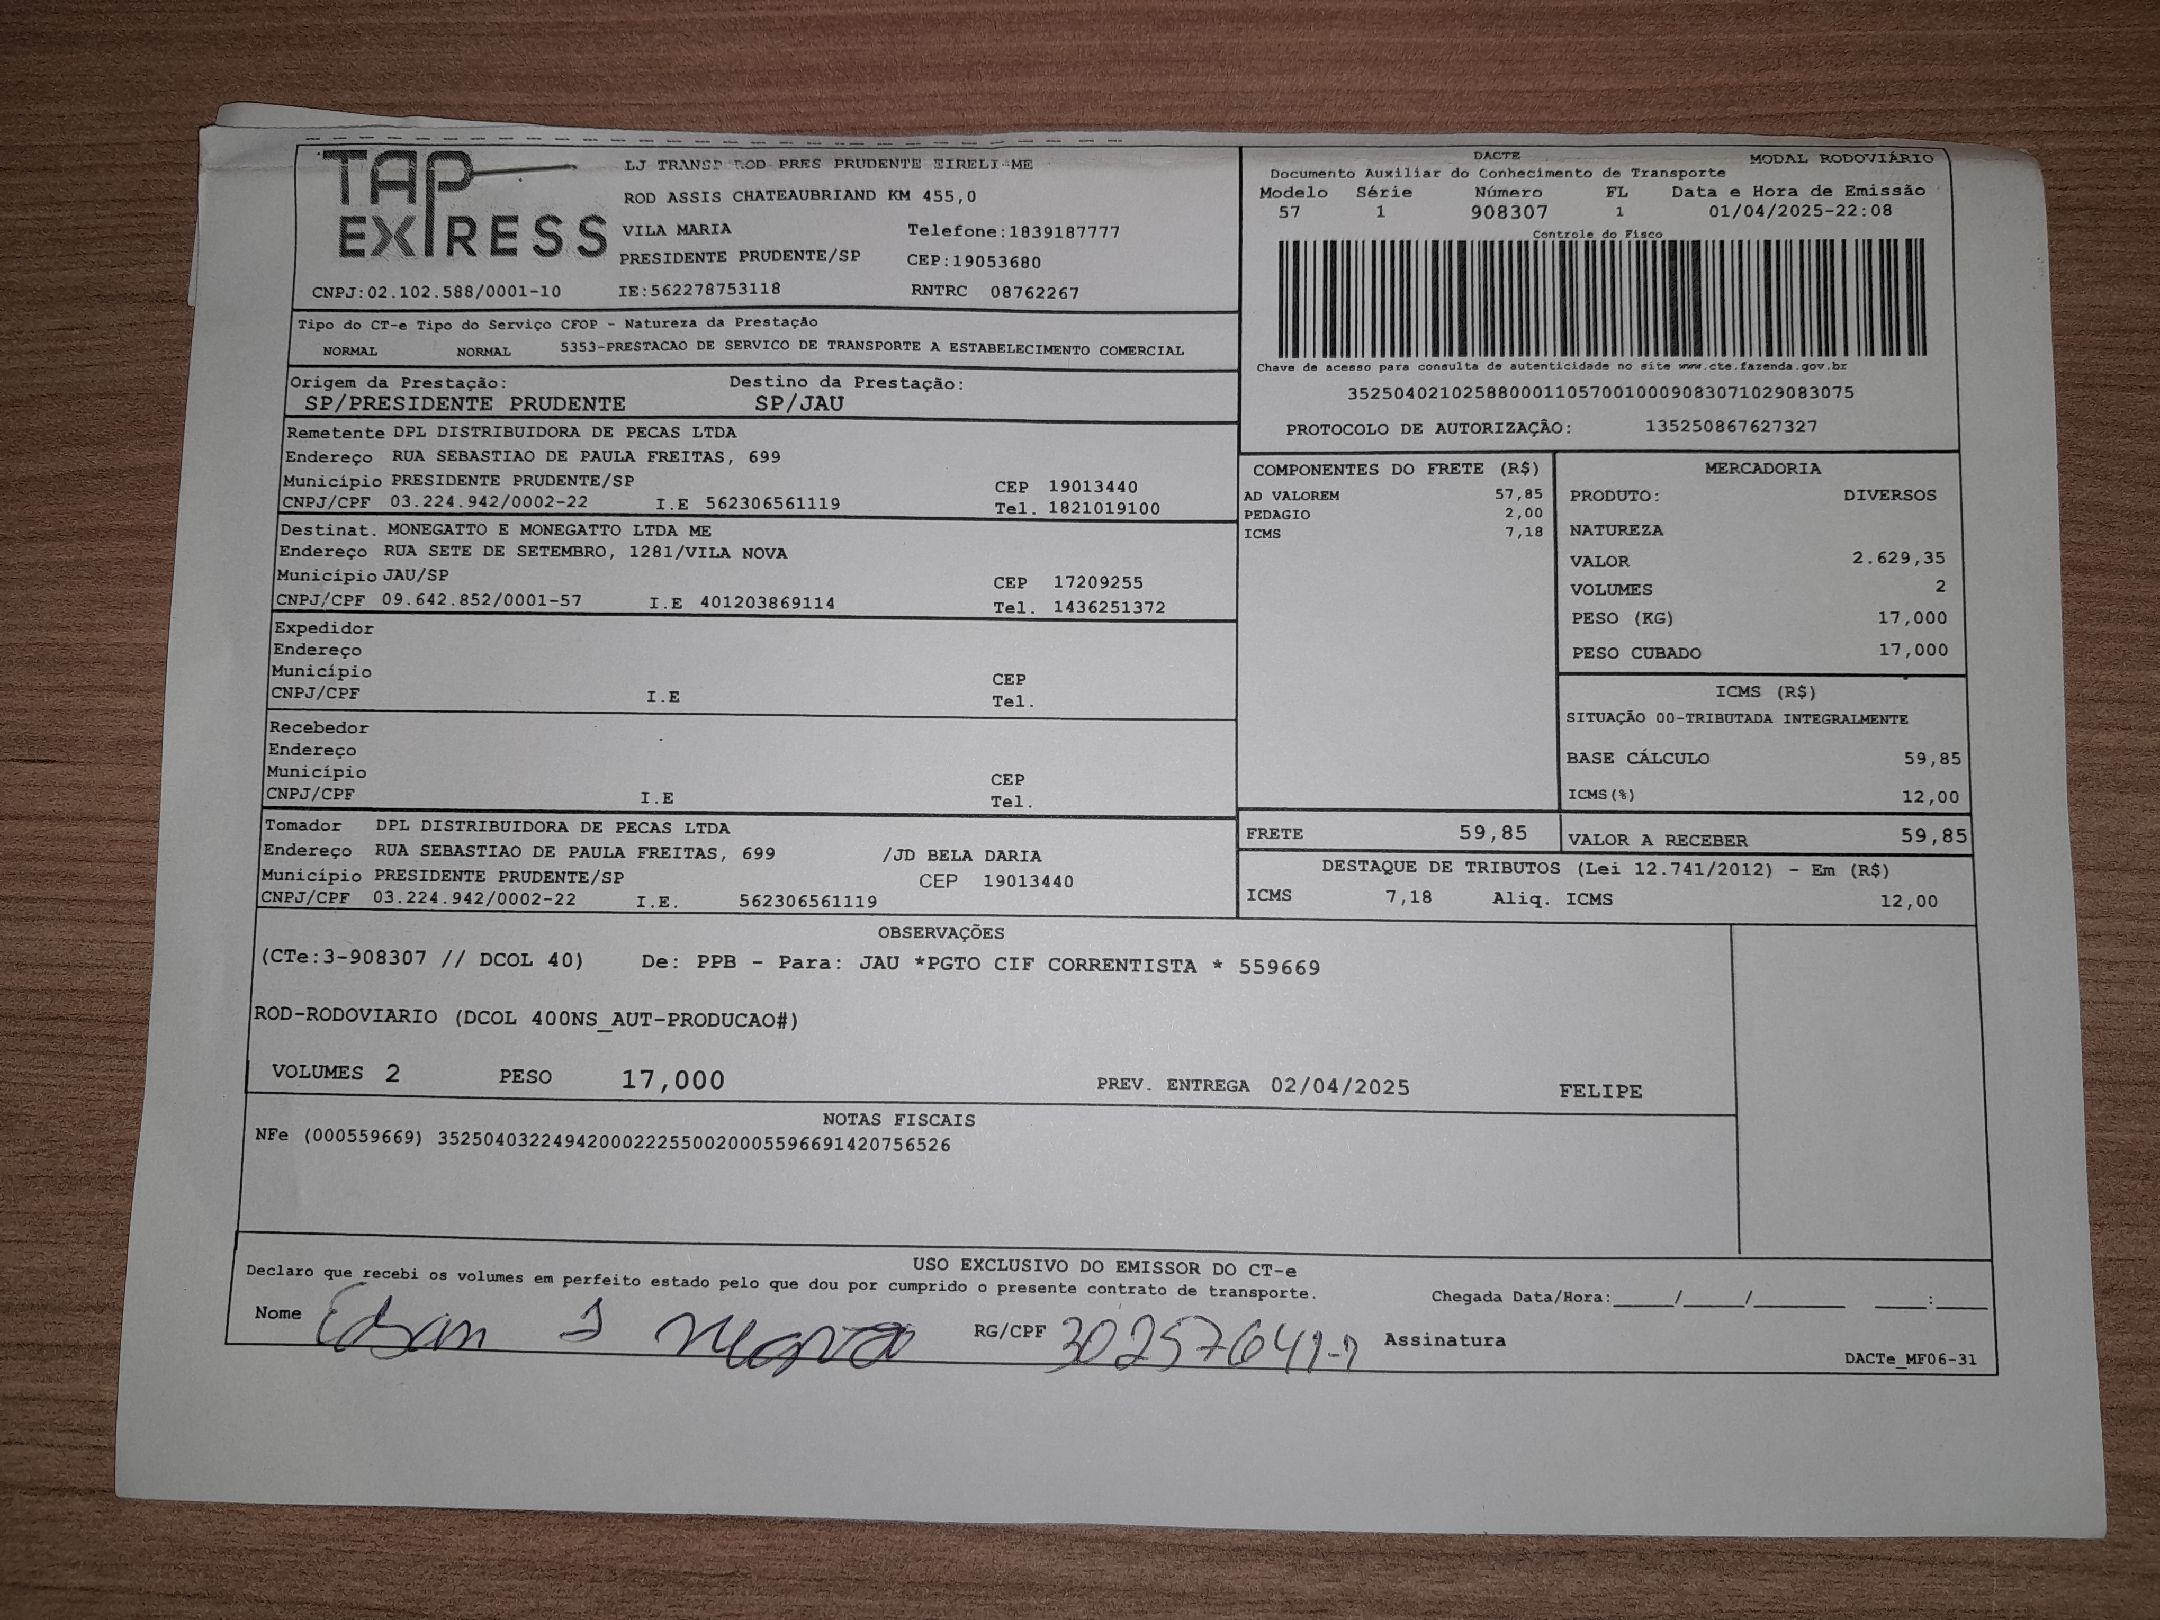 TAP EXPRESS
LJ TRANSP ROD PRES PRUDENTE EIRELI-ME
ROD ASSIS CHATEAUBRIAND KM 455,0
VILA MARIA Telefone:1839187777
PRESIDENTE PRUDENTE/SP CEP:19053680
CNPJ:02.102.588/0001-10 IE:562278753118 RNTRC 08762267
DACTE MODAL RODOVIÁRIO
Documento Auxiliar do Conhecimento de Transporte
Modelo Série Número FL Data e Hora de Emissão
57 1 908307 1 01/04/2025-22:08
Controle do Fisco
Chave de acesso para consulta de autenticidade no site www.cte.fazenda.gov.br
35250402102588000110570010009083071029083075
PROTOCOLO DE AUTORIZAÇÃO: 135250867627327
Tipo do CT-e Tipo do Serviço CFOP - Natureza da Prestação
NORMAL NORMAL 5353-PRESTACAO DE SERVICO DE TRANSPORTE A ESTABELECIMENTO COMERCIAL
Origem da Prestação: Destino da Prestação:
SP/PRESIDENTE PRUDENTE SP/JAU
Remetente DPL DISTRIBUIDORA DE PECAS LTDA
Endereço RUA SEBASTIAO DE PAULA FREITAS, 699
Município PRESIDENTE PRUDENTE/SP CEP 19013440
CNPJ/CPF 03.224.942/0002-22 I.E 562306561119 Tel. 1821019100
Destinat. MONEGATTO E MONEGATTO LTDA ME
Endereço RUA SETE DE SETEMBRO, 1281/VILA NOVA
Município JAU/SP CEP 17209255
CNPJ/CPF 09.642.852/0001-57 I.E 401203869114 Tel. 1436251372
Expedidor
Endereço
Município CEP
CNPJ/CPF I.E Tel.
Recebedor
Endereço
Município CEP
CNPJ/CPF I.E Tel.
Tomador DPL DISTRIBUIDORA DE PECAS LTDA
Endereço RUA SEBASTIAO DE PAULA FREITAS, 699 /JD BELA DARIA
Município PRESIDENTE PRUDENTE/SP CEP 19013440
CNPJ/CPF 03.224.942/0002-22 I.E. 562306561119
COMPONENTES DO FRETE (R$)
AD VALOREM 57,85
PEDAGIO 2,00
ICMS 7,18
MERCADORIA
PRODUTO: DIVERSOS
NATUREZA
VALOR 2.629,35
VOLUMES 2
PESO (KG) 17,000
PESO CUBADO 17,000
ICMS (R$)
SITUAÇÃO 00-TRIBUTADA INTEGRALMENTE
BASE CÁLCULO 59,85
ICMS(%) 12,00
FRETE 59,85 VALOR A RECEBER 59,85
DESTAQUE DE TRIBUTOS (Lei 12.741/2012) - Em (R$)
ICMS 7,18 Aliq. ICMS 12,00
OBSERVAÇÕES
(CTe:3-908307 // DCOL 40) De: PPB - Para: JAU *PGTO CIF CORRENTISTA * 559669
ROD-RODOVIARIO (DCOL 400NS_AUT-PRODUCAO#)
VOLUMES 2 PESO 17,000 PREV. ENTREGA 02/04/2025 FELIPE
NOTAS FISCAIS
NFe (000559669) 35250403224942000222550020005596691420756526
USO EXCLUSIVO DO EMISSOR DO CT-e
Declaro que recebi os volumes em perfeito estado pelo que dou por cumprido o presente contrato de transporte. Chegada Data/Hora:_____/_____/_______ ____:____
Nome RG/CPF 30257641-7 Assinatura
DACTe_MF06-31